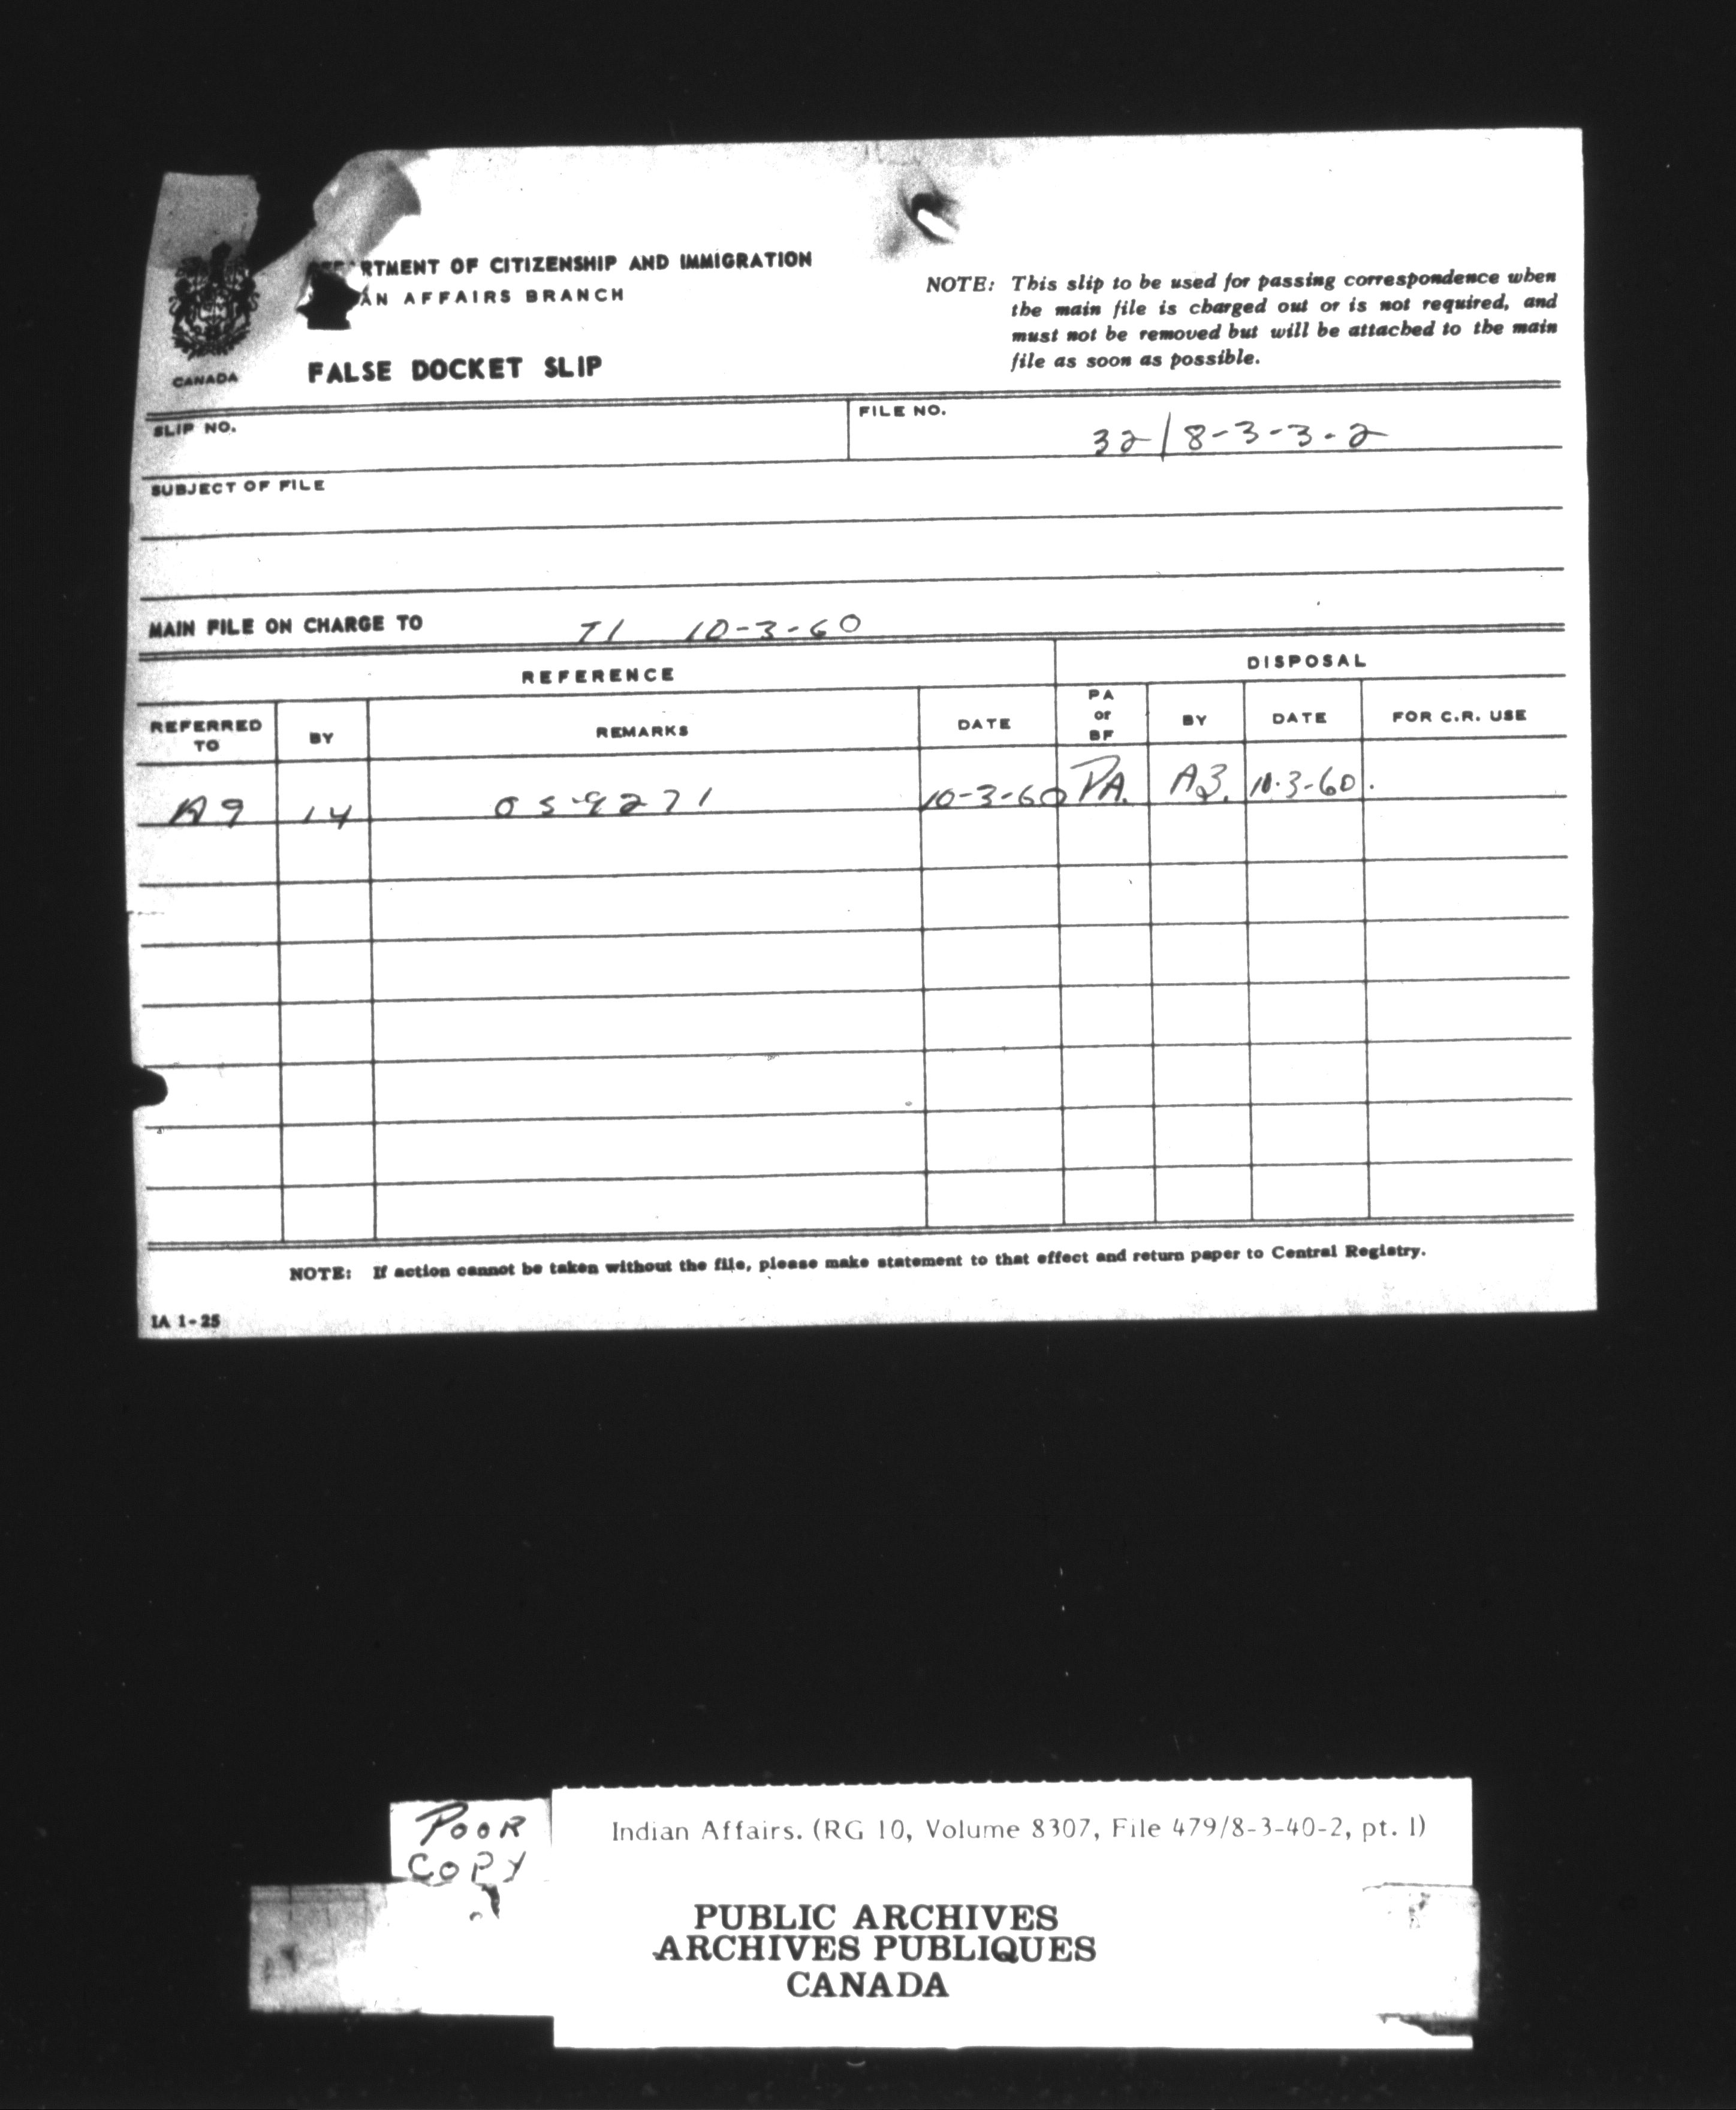 RTMENT OF CITIZENSHIP AND IMMIGRATION
AN AFFAIRS BRANCH
FALSE DOCKET SLIP
CANADA
NOTE: This slip to be used for passing correspondence when
the main file is charged out or is not required, and
must not be removed but will be attached to the main
file as soon as possible.
SLIP NO.
FILE NO.
32/8-3-3-2
SUBJECT OF FILE
MAIN FILE ON CHARGE TO T1 10-3-60
REFERENCE DISPOSAL
REFERRED TO BY REMARKS DATE PA or BF BY DATE FOR C.R. USE
A9 14 OS-9271 10-3-60 PA. 10-3-60.
NOTE: If action cannot be taken without the file, please make statement to that effect and return paper to Central Registry.
IA 1-25
POOR
COPY
Indian Affairs. (RG 10, Volume 8307, File 479/8-3-40-2, pt. 1)
PUBLIC ARCHIVES
ARCHIVES PUBLIQUES
CANADA